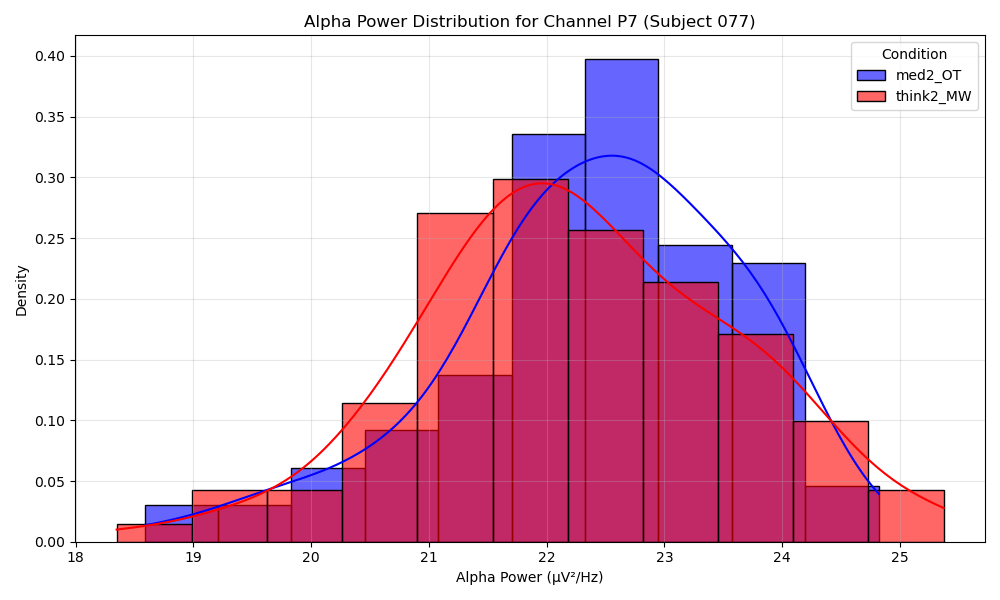 Alpha Power Distribution for Channel P7 (Subject 077)
Condition
med2_OT
think2_MW
0.40
0.35
0.30
0.25
0.20
0.15
0.10
0.05
0.00
Density
18 19 20 21 22 23 24 25
Alpha Power (µV²/Hz)